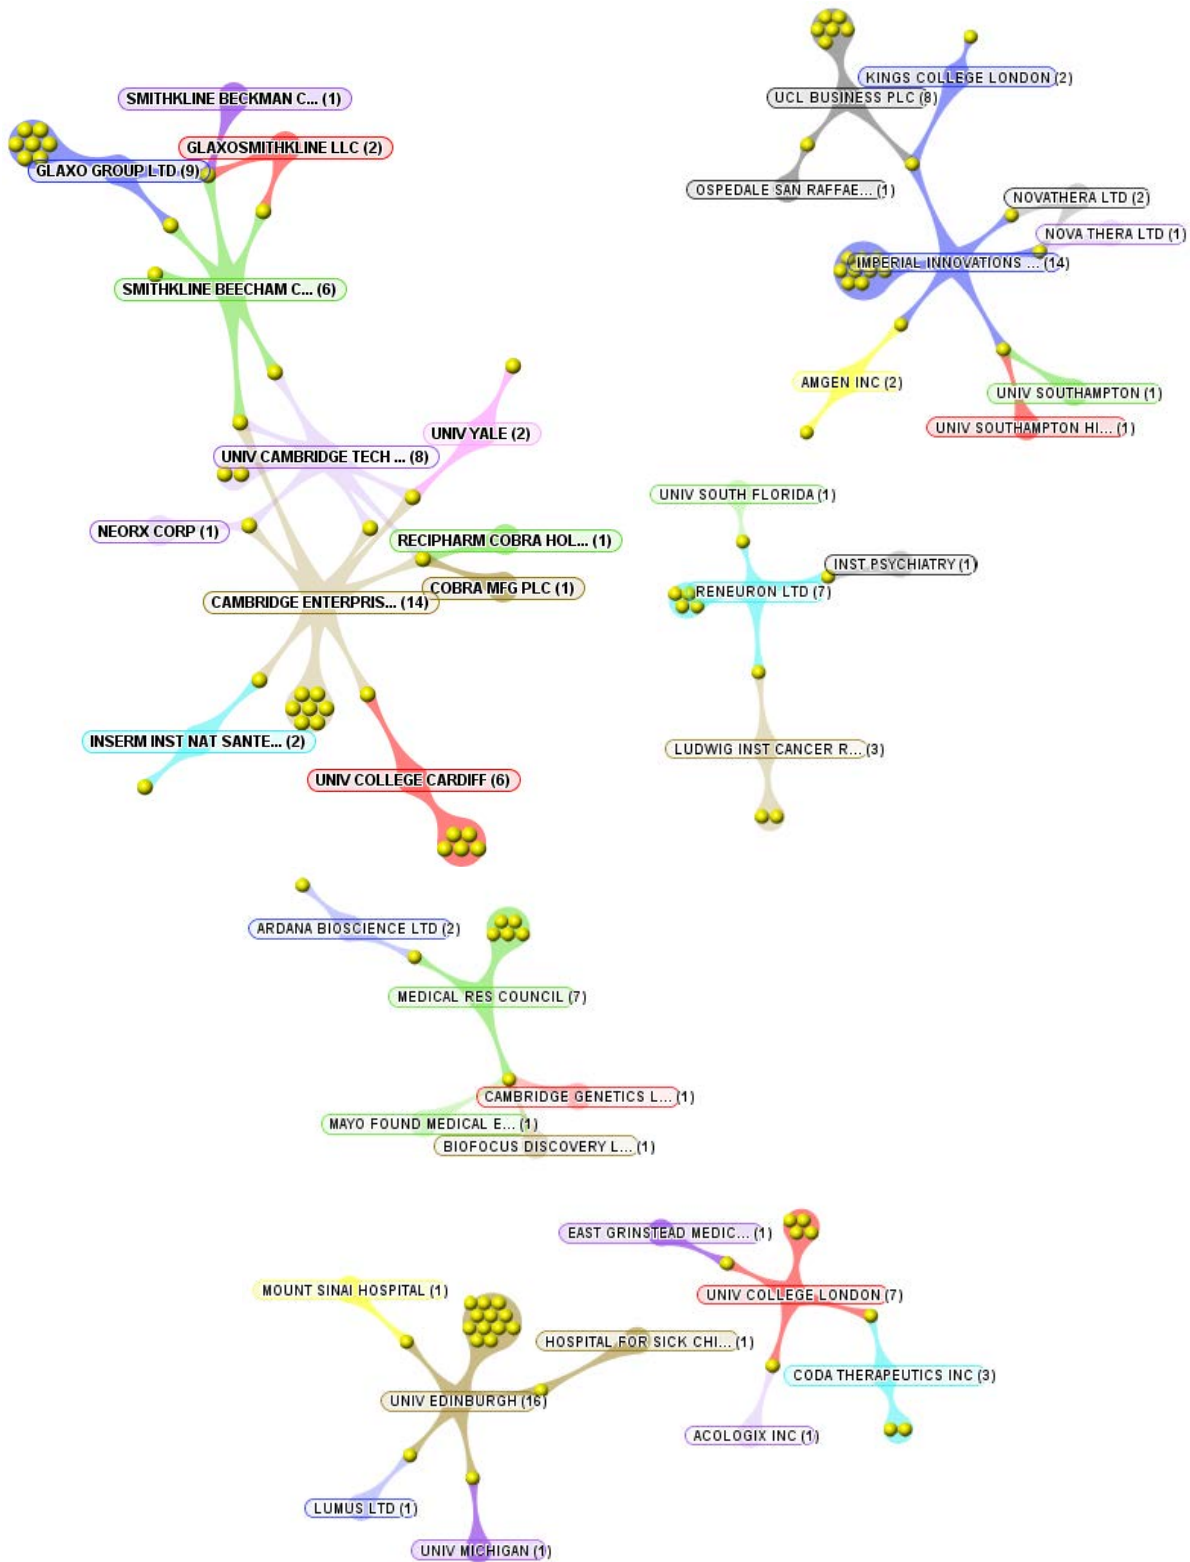 SMITHKLINE BECKMAN C... (1)
GLAXOSMITHKLINE LLC (2)
GLAXO GROUP LTD (9)
SMITHKLINE BEECHAM C... (6)
UNIV YALE (2)
UNIV CAMBRIDGE TECH ... (8)
NEORX CORP (1)
RECIPHARM COBRA HOL... (1)
COBRA MFG PLC (1)
CAMBRIDGE ENTERPRIS... (14)
INSERM INST NAT SANTE... (2)
UNIV COLLEGE CARDIFF (6)
KINGS COLLEGE LONDON (2)
UCL BUSINESS PLC (8)
OSPEDALE SAN RAFFAE... (1)
NOVATHERA LTD (2)
NOVA THERA LTD (1)
IMPERIAL INNOVATIONS ... (14)
AMGEN INC (2)
UNIV SOUTHAMPTON (1)
UNIV SOUTHAMPTON HI... (1)
UNIV SOUTH FLORIDA (1)
INST PSYCHIATRY (1)
RENEURON LTD (7)
LUDWIG INST CANCER R... (3)
ARDANA BIOSCIENCE LTD (2)
MEDICAL RES COUNCIL (7)
CAMBRIDGE GENETICS L... (1)
MAYO FOUND MEDICAL E... (1)
BIOFOCUS DISCOVERY L... (1)
EAST GRINSTEAD MEDIC... (1)
UNIV COLLEGE LONDON (7)
CODA THERAPEUTICS INC (3)
ACOLOGIX INC (1)
MOUNT SINAI HOSPITAL (1)
HOSPITAL FOR SICK CHI... (1)
UNIV EDINBURGH (16)
LUMUS LTD (1)
UNIV MICHIGAN (1)